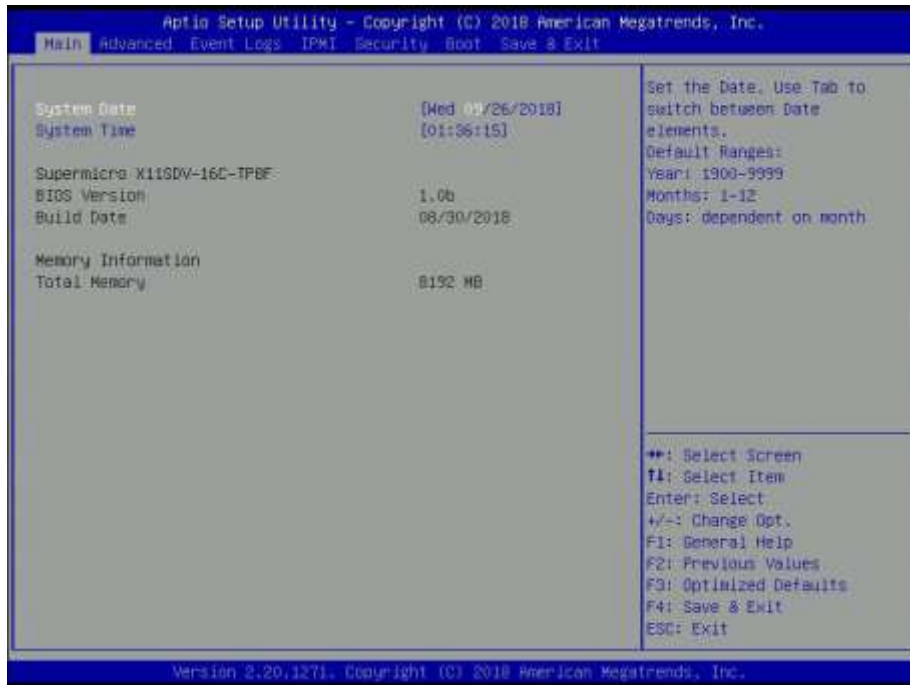 Aptio Setup Utility - Copyright (C) 2018 American Megatrends, Inc.
Main Advanced Event Logs IPMI Security Boot Save & Exit
System Date [Wed 09/26/2018]
System Time [01:36:15]
Supermicro X11SDV-16C-TP8F
BIOS Version 1.0b
Build Date 08/30/2018
Memory Information
Total Memory 8192 MB
Set the Date. Use Tab to
switch between Date
elements.
Default Ranges:
Year: 1900-9999
Months: 1-12
Days: dependent on month
→←: Select Screen
↑↓: Select Item
Enter: Select
+/-: Change Opt.
F1: General Help
F2: Previous Values
F3: Optimized Defaults
F4: Save & Exit
ESC: Exit
Version 2.20.1271. Copyright (C) 2018 American Megatrends, Inc.